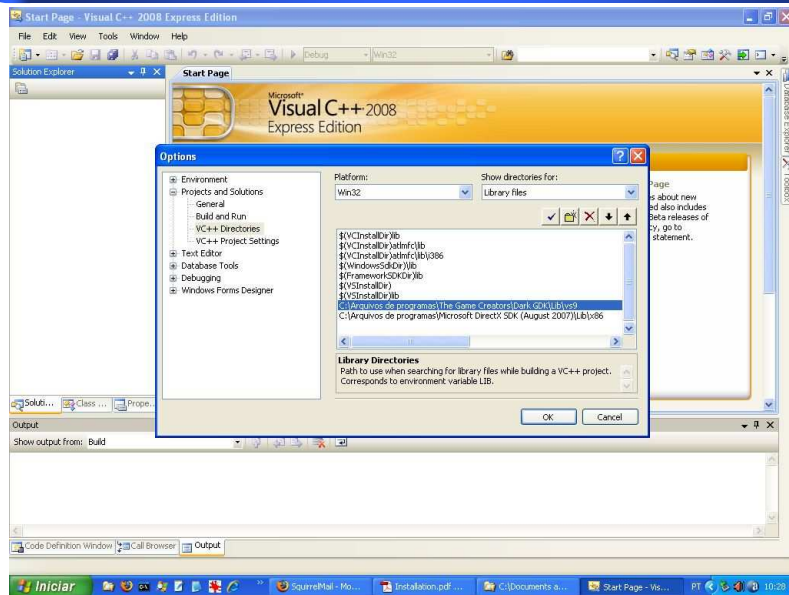 Start Page - Visual C++ 2008 Express Edition
File Edit View Tools Window Help
Debug Win32
Solution Explorer
Start Page
Microsoft®
Visual C++ 2008
Express Edition
Options
Environment
Projects and Solutions
General
Build and Run
VC++ Directories
VC++ Project Settings
Text Editor
Database Tools
Debugging
Windows Forms Designer
Platform:
Win32
Show directories for:
Library files
$(VCInstallDir)lib
$(VCInstallDir)atlmfc\lib
$(VCInstallDir)atlmfc\lib\i386
$(WindowsSdkDir)\lib
$(FrameworkSDKDir)lib
$(VSInstallDir)
$(VSInstallDir)lib
C:\Arquivos de programas\The Game Creators\Dark GDK\Lib\vs9
C:\Arquivos de programas\Microsoft DirectX SDK (August 2007)\Lib\x86
Library Directories
Path to use when searching for library files while building a VC++ project.
Corresponds to environment variable LIB.
OK Cancel
Page
s about new
ed also includes
Beta releases of
cy, go to
statement.
Database Explorer
Toolbox
Soluti... Class ... Prope...
Output
Show output from: Build
Code Definition Window Call Browser Output
Iniciar
SquirrelMail - Mo... Installation.pdf ... C:\Documents a... Start Page - Vis... PT 10:28